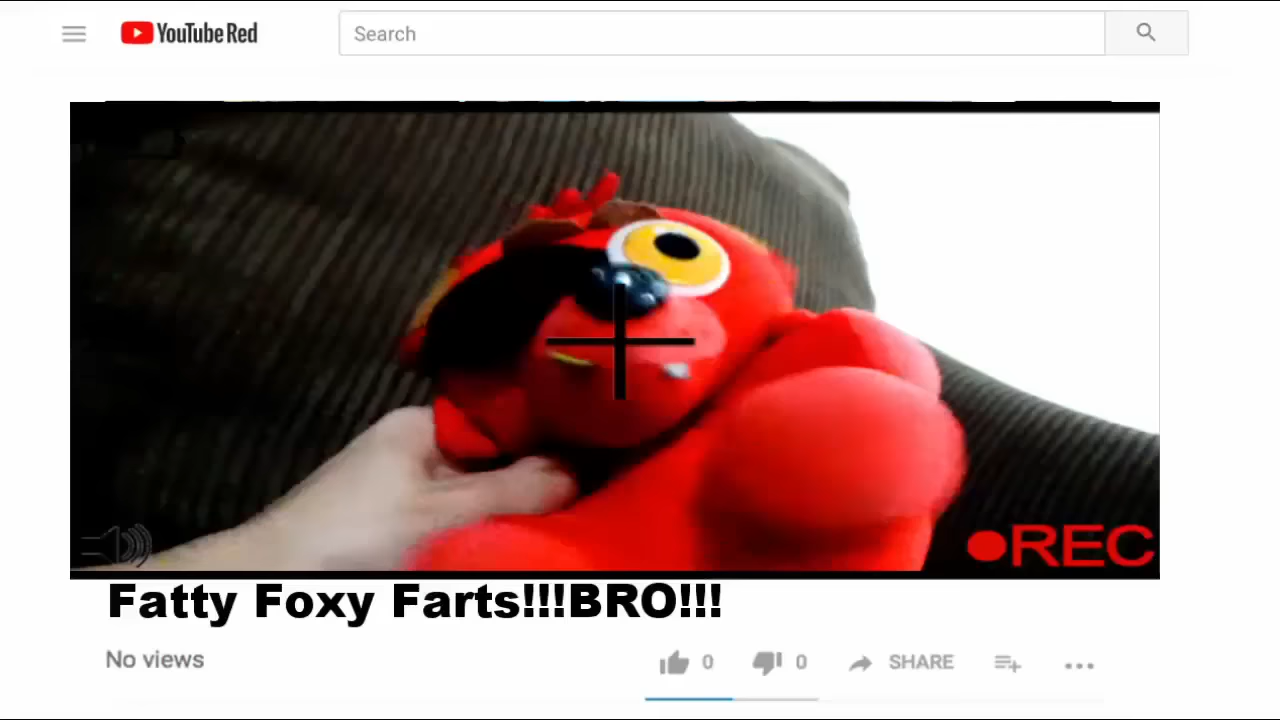 YouTube Red
Search
REC
Fatty Foxy Farts!!!BRO!!!
No views
0
0
SHARE